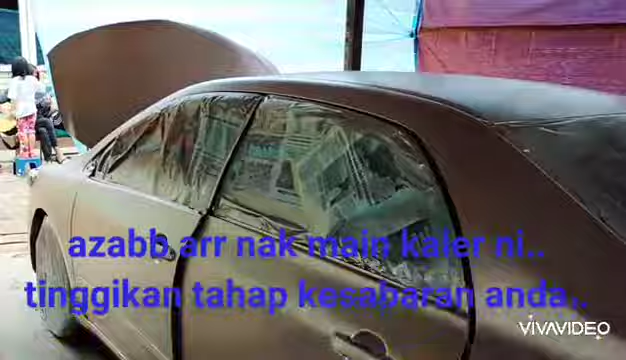 azabb arr nak main kaler ni..
tinggikan tahap kesabaran anda..
VIVAVIDEO